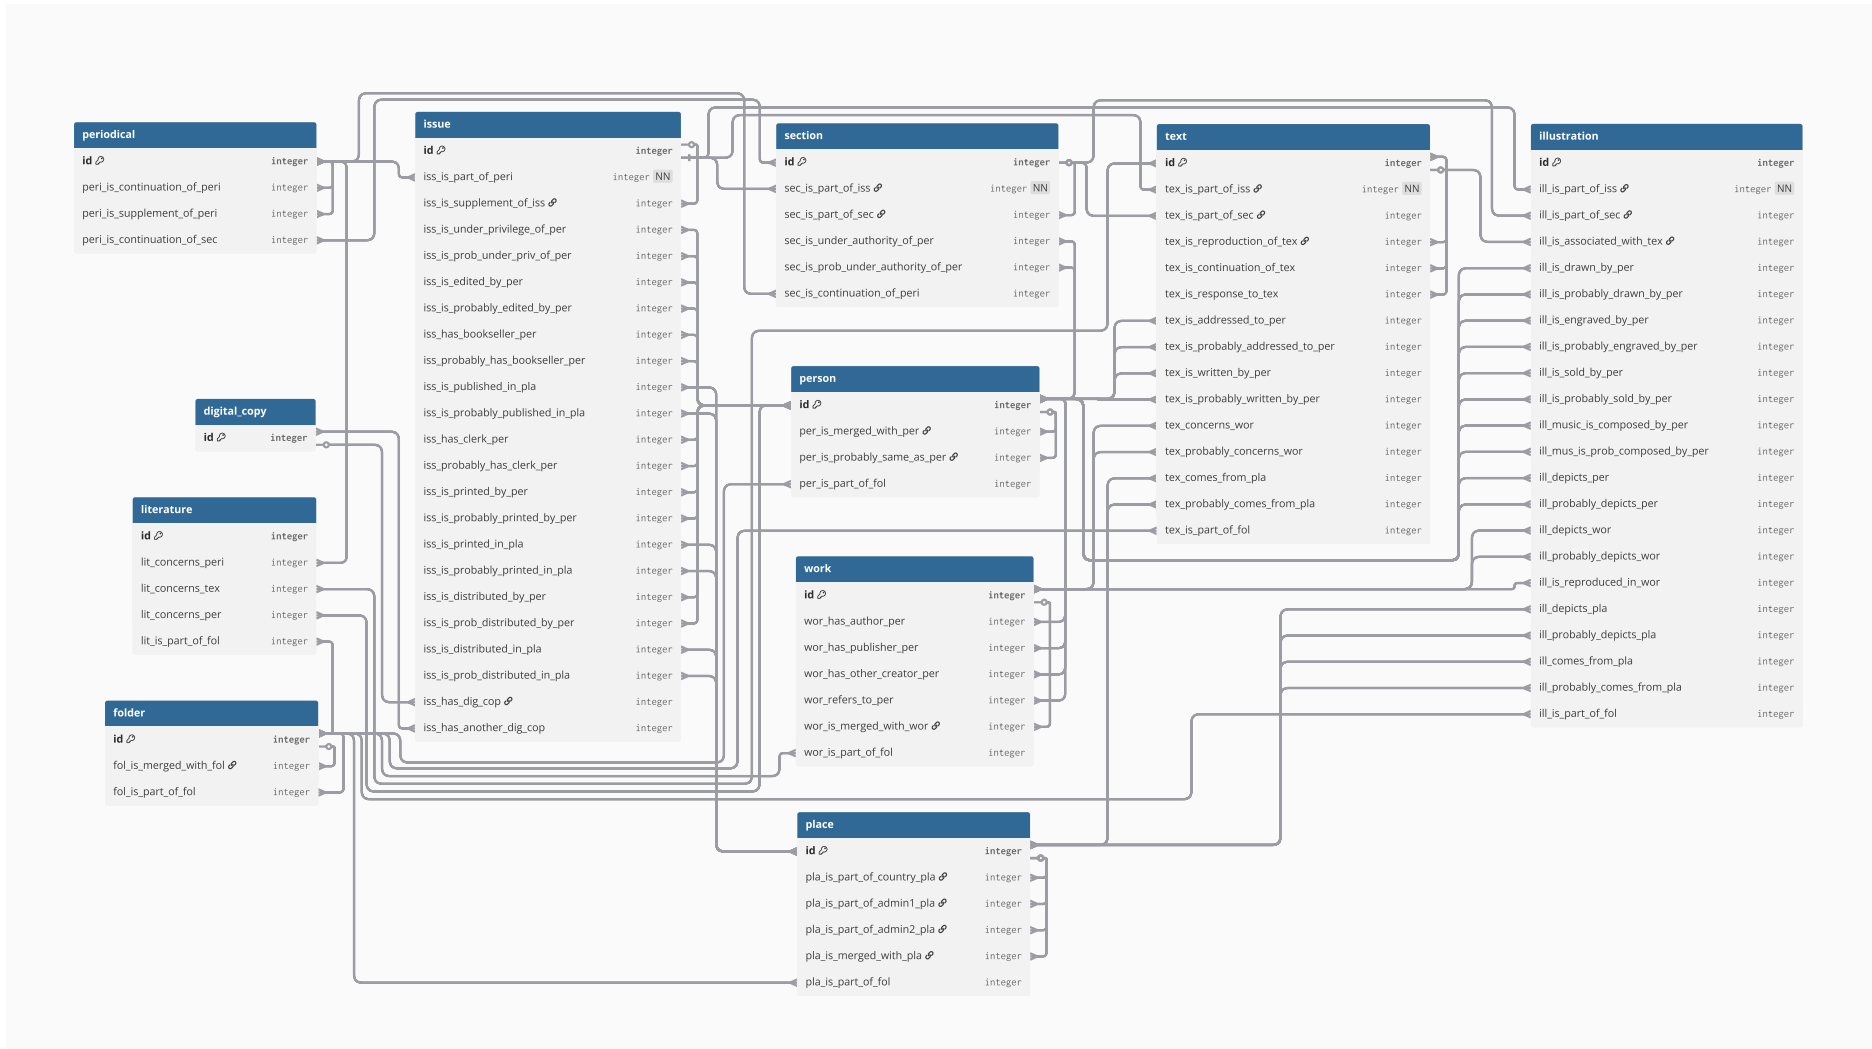 periodical
id integer
peri_is_continuation_of_peri integer
peri_is_supplement_of_peri integer
peri_is_continuation_of_sec integer
digital_copy
id integer
literature
id integer
lit_concerns_peri integer
lit_concerns_tex integer
lit_concerns_per integer
lit_is_part_of_fol integer
folder
id integer
fol_is_merged_with_fol integer
fol_is_part_of_fol integer
issue
id integer
iss_is_part_of_peri integer NN
iss_is_supplement_of_iss integer
iss_is_under_privilege_of_per integer
iss_is_prob_under_priv_of_per integer
iss_is_edited_by_per integer
iss_is_probably_edited_by_per integer
iss_has_bookseller_per integer
iss_probably_has_bookseller_per integer
iss_is_published_in_pla integer
iss_is_probably_published_in_pla integer
iss_has_clerk_per integer
iss_probably_has_clerk_per integer
iss_is_printed_by_per integer
iss_is_probably_printed_by_per integer
iss_is_printed_in_pla integer
iss_is_probably_printed_in_pla integer
iss_is_distributed_by_per integer
iss_is_prob_distributed_by_per integer
iss_is_distributed_in_pla integer
iss_is_prob_distributed_in_pla integer
iss_has_dig_cop integer
iss_has_another_dig_cop integer
section
id integer
sec_is_part_of_iss integer NN
sec_is_part_of_sec integer
sec_is_under_authority_of_per integer
sec_is_prob_under_authority_of_per integer
sec_is_continuation_of_peri integer
person
id integer
per_is_merged_with_per integer
per_is_probably_same_as_per integer
per_is_part_of_fol integer
work
id integer
wor_has_author_per integer
wor_has_publisher_per integer
wor_has_other_creator_per integer
wor_refers_to_per integer
wor_is_merged_with_wor integer
wor_is_part_of_fol integer
place
id integer
pla_is_part_of_country_pla integer
pla_is_part_of_admin1_pla integer
pla_is_part_of_admin2_pla integer
pla_is_merged_with_pla integer
pla_is_part_of_fol integer
text
id integer
tex_is_part_of_iss integer NN
tex_is_part_of_sec integer
tex_is_reproduction_of_tex integer
tex_is_continuation_of_tex integer
tex_is_response_to_tex integer
tex_is_addressed_to_per integer
tex_is_probably_addressed_to_per integer
tex_is_written_by_per integer
tex_is_probably_written_by_per integer
tex_concerns_wor integer
tex_probably_concerns_wor integer
tex_comes_from_pla integer
tex_probably_comes_from_pla integer
tex_is_part_of_fol integer
illustration
id integer
ill_is_part_of_iss integer NN
ill_is_part_of_sec integer
ill_is_associated_with_tex integer
ill_is_drawn_by_per integer
ill_is_probably_drawn_by_per integer
ill_is_engraved_by_per integer
ill_is_probably_engraved_by_per integer
ill_is_sold_by_per integer
ill_is_probably_sold_by_per integer
ill_music_is_composed_by_per integer
ill_mus_is_prob_composed_by_per integer
ill_depicts_per integer
ill_probably_depicts_per integer
ill_depicts_wor integer
ill_probably_depicts_wor integer
ill_is_reproduced_in_wor integer
ill_depicts_pla integer
ill_probably_depicts_pla integer
ill_comes_from_pla integer
ill_probably_comes_from_pla integer
ill_is_part_of_fol integer